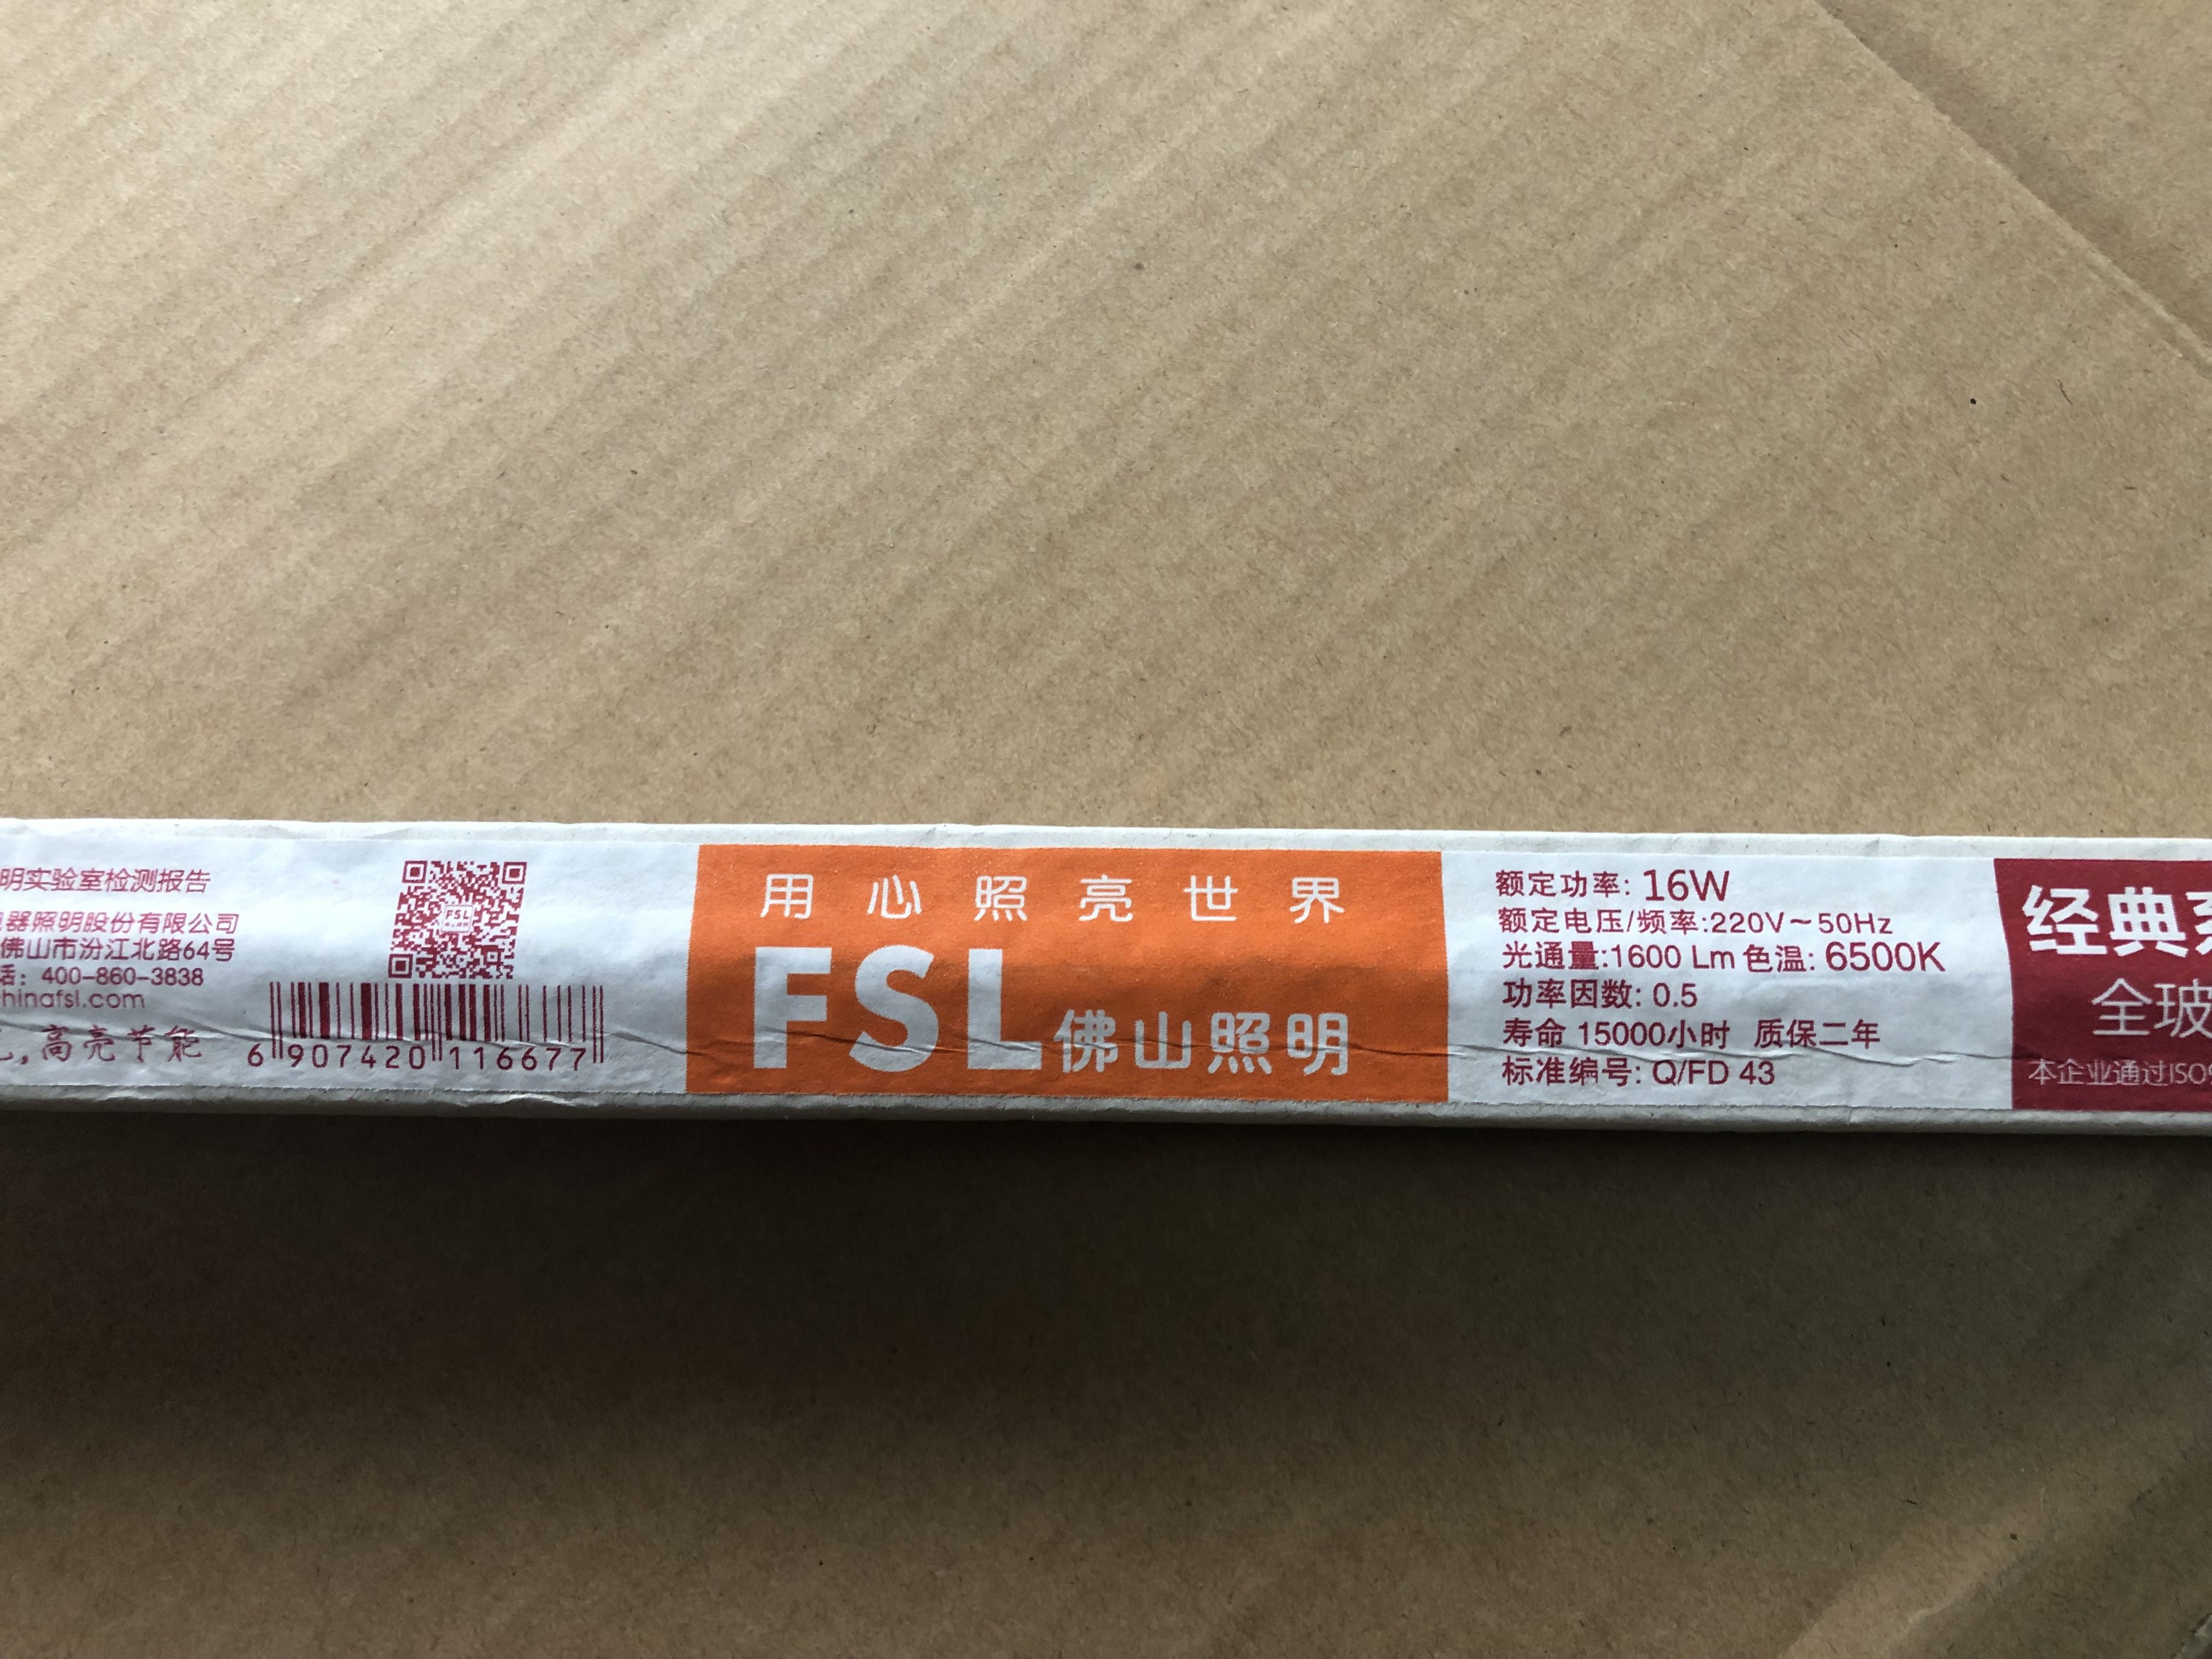 明实验室检测报告
器照明股份有限公司
佛山市汾江北路64号
话: 400-860-3838
hinafsl.com
,高亮节能
FSL
6 907420 116677
用心照亮世界
FSL佛山照明
额定功率: 16W
额定电压/频率:220V~50Hz
光通量:1600 Lm 色温: 6500K
功率因数: 0.5
寿命 15000小时 质保二年
标准编号: Q/FD 43
经典系
全玻
本企业通过ISO9